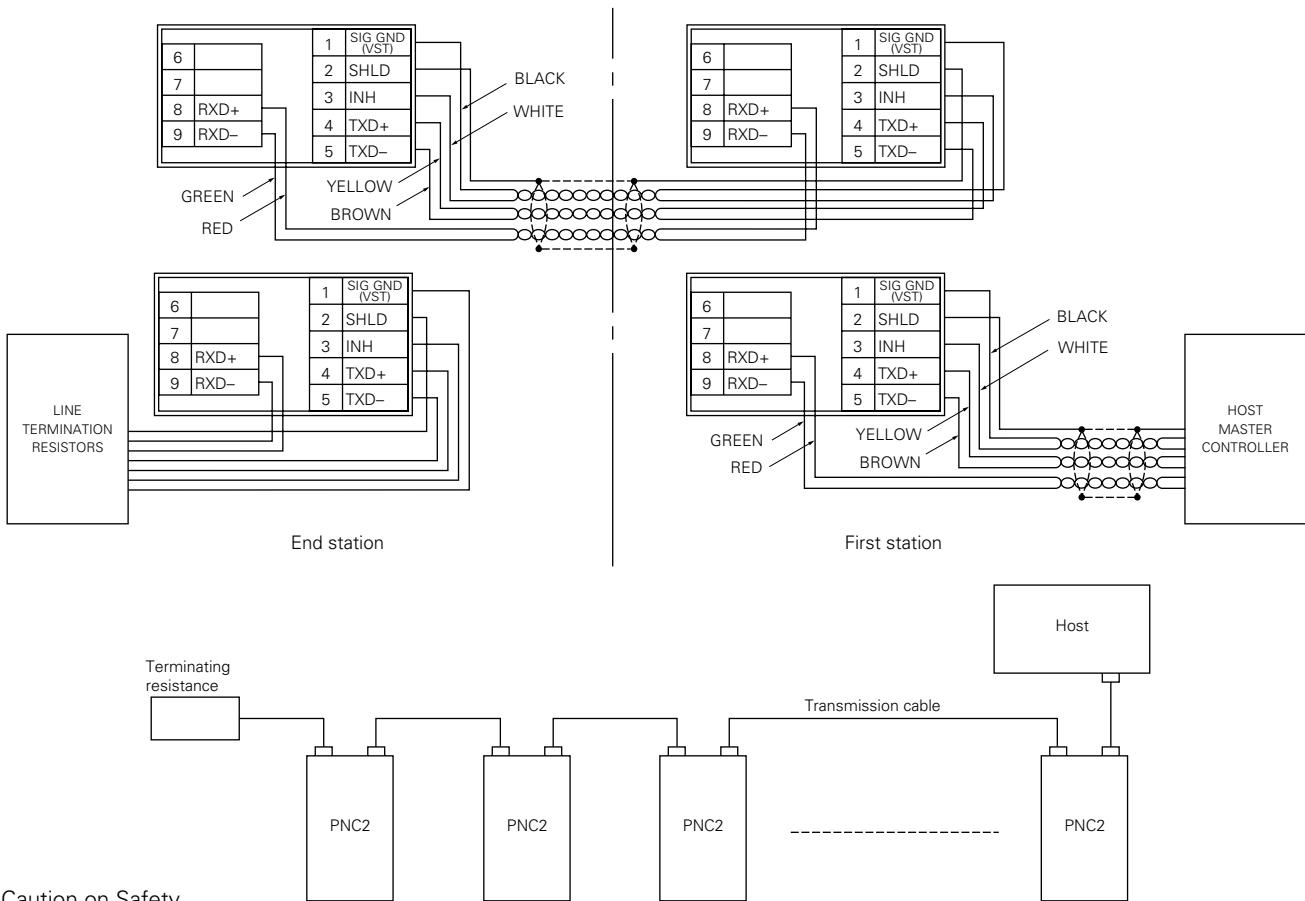 1 SIG GND (VST)
2 SHLD
3 INH
4 TXD+
5 TXD–
6
7
8 RXD+
9 RXD–
BLACK
WHITE
YELLOW
BROWN
GREEN
RED
1 SIG GND (VST)
2 SHLD
3 INH
4 TXD+
5 TXD–
6
7
8 RXD+
9 RXD–
LINE
TERMINATION
RESISTORS
1 SIG GND (VST)
2 SHLD
3 INH
4 TXD+
5 TXD–
6
7
8 RXD+
9 RXD–
End station
1 SIG GND (VST)
2 SHLD
3 INH
4 TXD+
5 TXD–
6
7
8 RXD+
9 RXD–
BLACK
WHITE
YELLOW
BROWN
GREEN
RED
HOST
MASTER
CONTROLLER
First station
Host
Terminating
resistance
Transmission cable
PNC2
PNC2
PNC2
PNC2
Caution on Safety